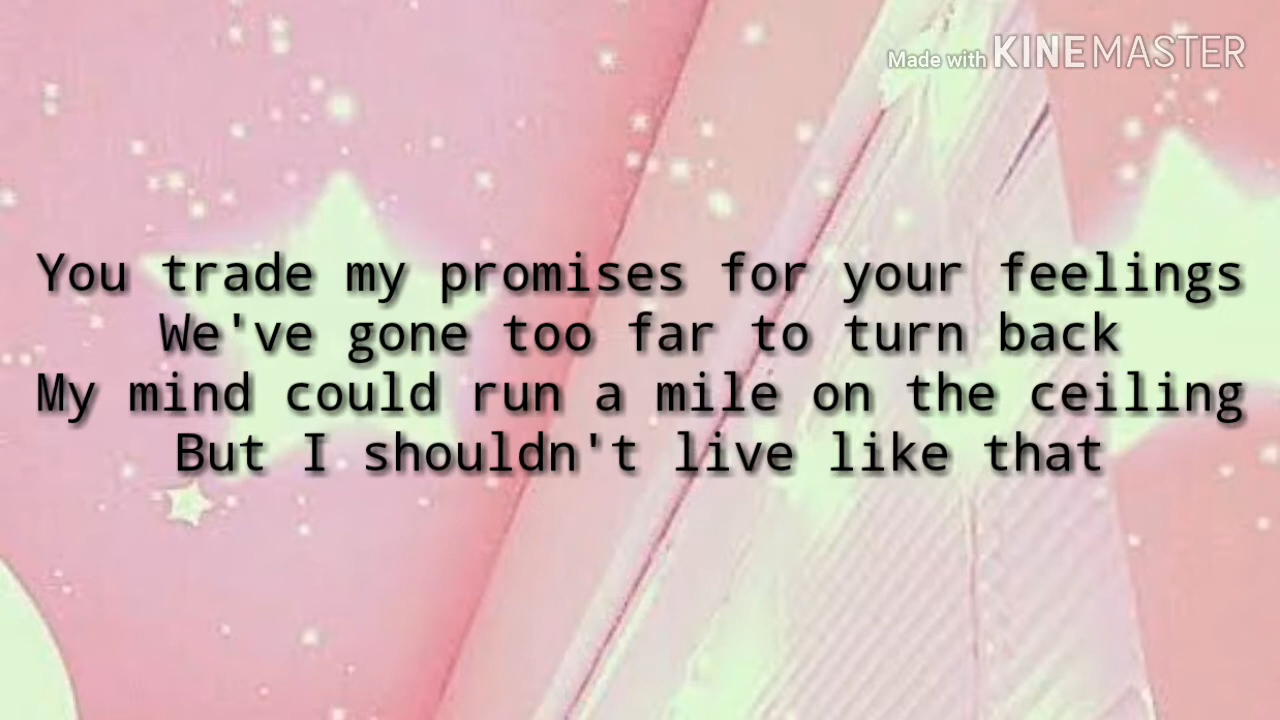 Made with KINEMASTER
You trade my promises for your feelings
We've gone too far to turn back
My mind could run a mile on the ceiling
But I shouldn't live like that